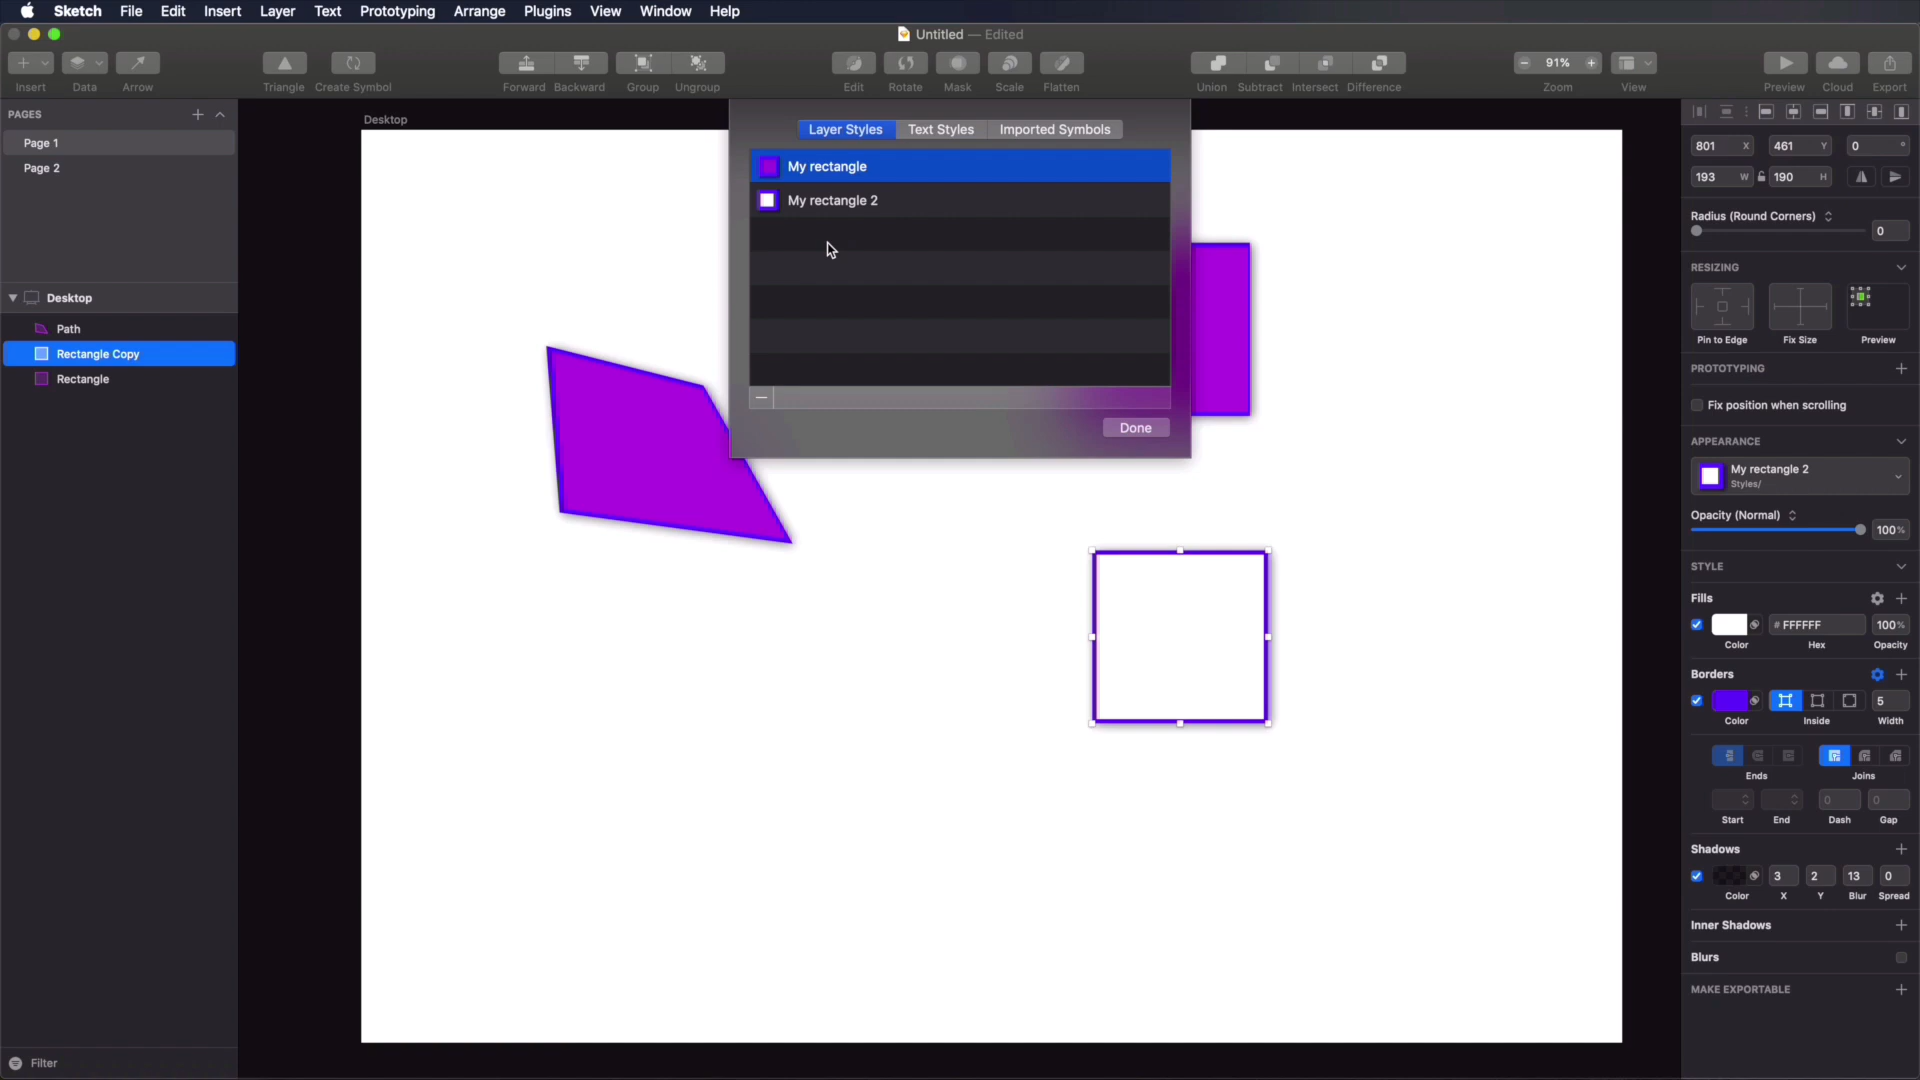 Sketch File Edit Insert Layer Text Prototyping Arrange Plugins View Window Help
Untitled — Edited
91%
Insert Data Arrow Triangle Create Symbol Forward Backward Group Ungroup Edit Rotate Mask Scale Flatten Union Subtract Intersect Difference Zoom View Preview Cloud Export
PAGES
Page 1
Page 2
Desktop
Path
Rectangle Copy
Rectangle
Filter
Desktop
Layer Styles Text Styles Imported Symbols
My rectangle
My rectangle 2
Done
801 X 461 Y 0 °
193 W 190 H
Radius (Round Corners)
0
RESIZING
Pin to Edge Fix Size Preview
PROTOTYPING
Fix position when scrolling
APPEARANCE
My rectangle 2
Styles/
Opacity (Normal)
100%
STYLE
Fills
# FFFFFF 100%
Color Hex Opacity
Borders
5
Color Inside Width
Ends Joins
0 0
Start End Dash Gap
Shadows
3 2 13 0
Color X Y Blur Spread
Inner Shadows
Blurs
MAKE EXPORTABLE